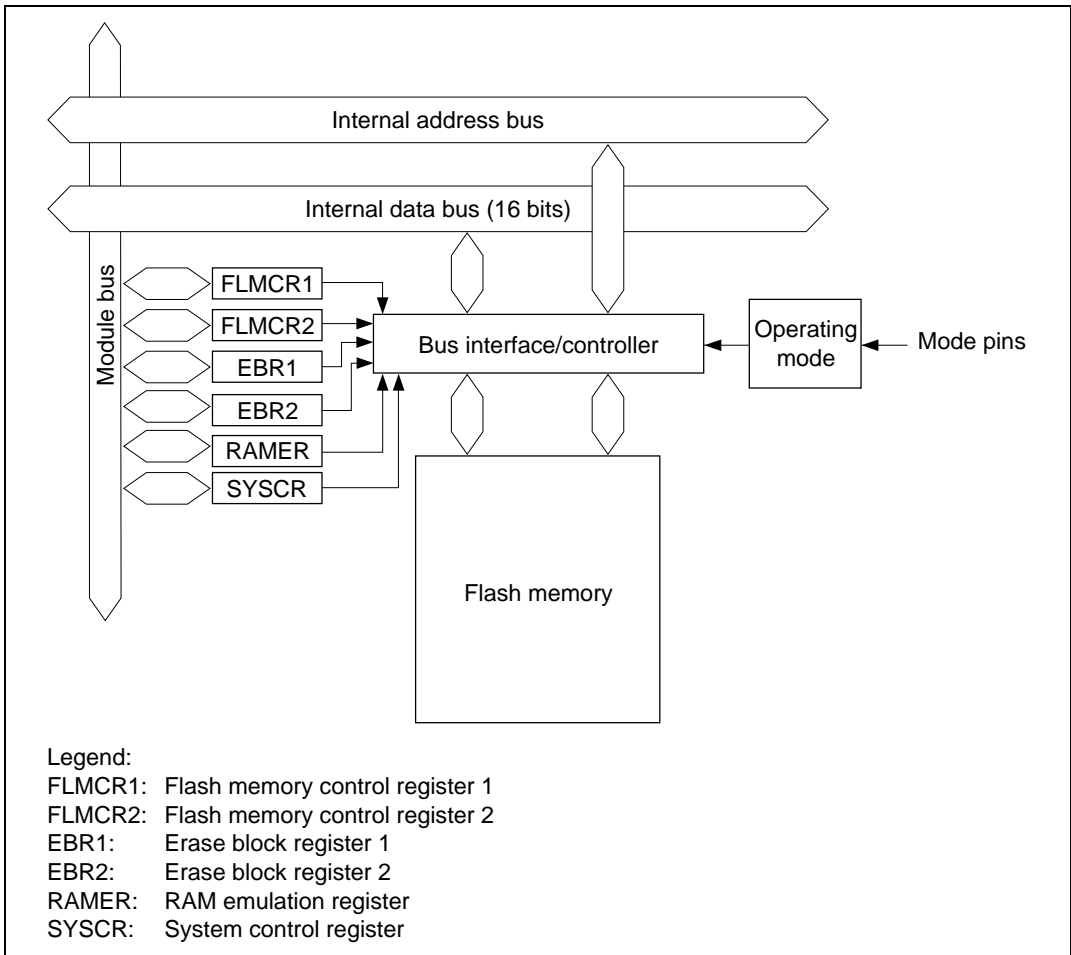 Internal address bus
Internal data bus (16 bits)
Module bus
FLMCR1
FLMCR2
EBR1
EBR2
RAMER
SYSCR
Bus interface/controller
Operating
mode
Mode pins
Flash memory
Legend:
FLMCR1: Flash memory control register 1
FLMCR2: Flash memory control register 2
EBR1: Erase block register 1
EBR2: Erase block register 2
RAMER: RAM emulation register
SYSCR: System control register